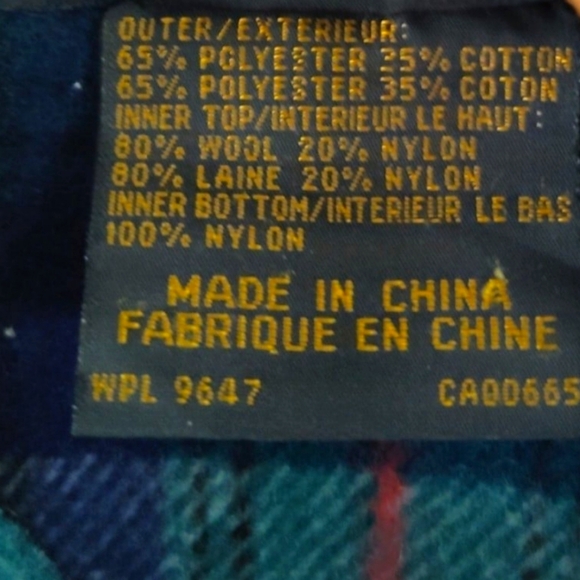 OUTER/EXTERIEUR:
65% POLYESTER 35% COTTON
65% POLYESTER 35% COTON
INNER TOP/INTERIEUR LE HAUT:
80% WOOL 20% NYLON
80% LAINE 20% NYLON
INNER BOTTOM/INTERIEUR LE BAS
100% NYLON
MADE IN CHINA
FABRIQUE EN CHINE
WPL 9647
CA00665